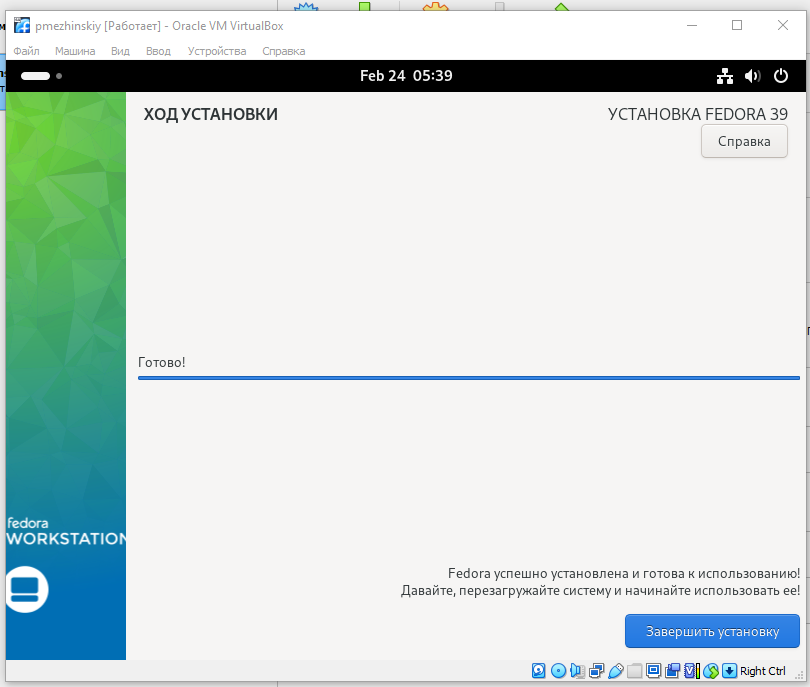 pmezhinskiy [Работает] - Oracle VM VirtualBox
Файл Машина Вид Ввод Устройства Справка
Feb 24 05:39
ХОД УСТАНОВКИ
УСТАНОВКА FEDORA 39
Справка
Готово!
fedora
WORKSTATION
Fedora успешно установлена и готова к использованию!
Давайте, перезагружайте систему и начинайте использовать ее!
Завершить установку
Right Ctrl